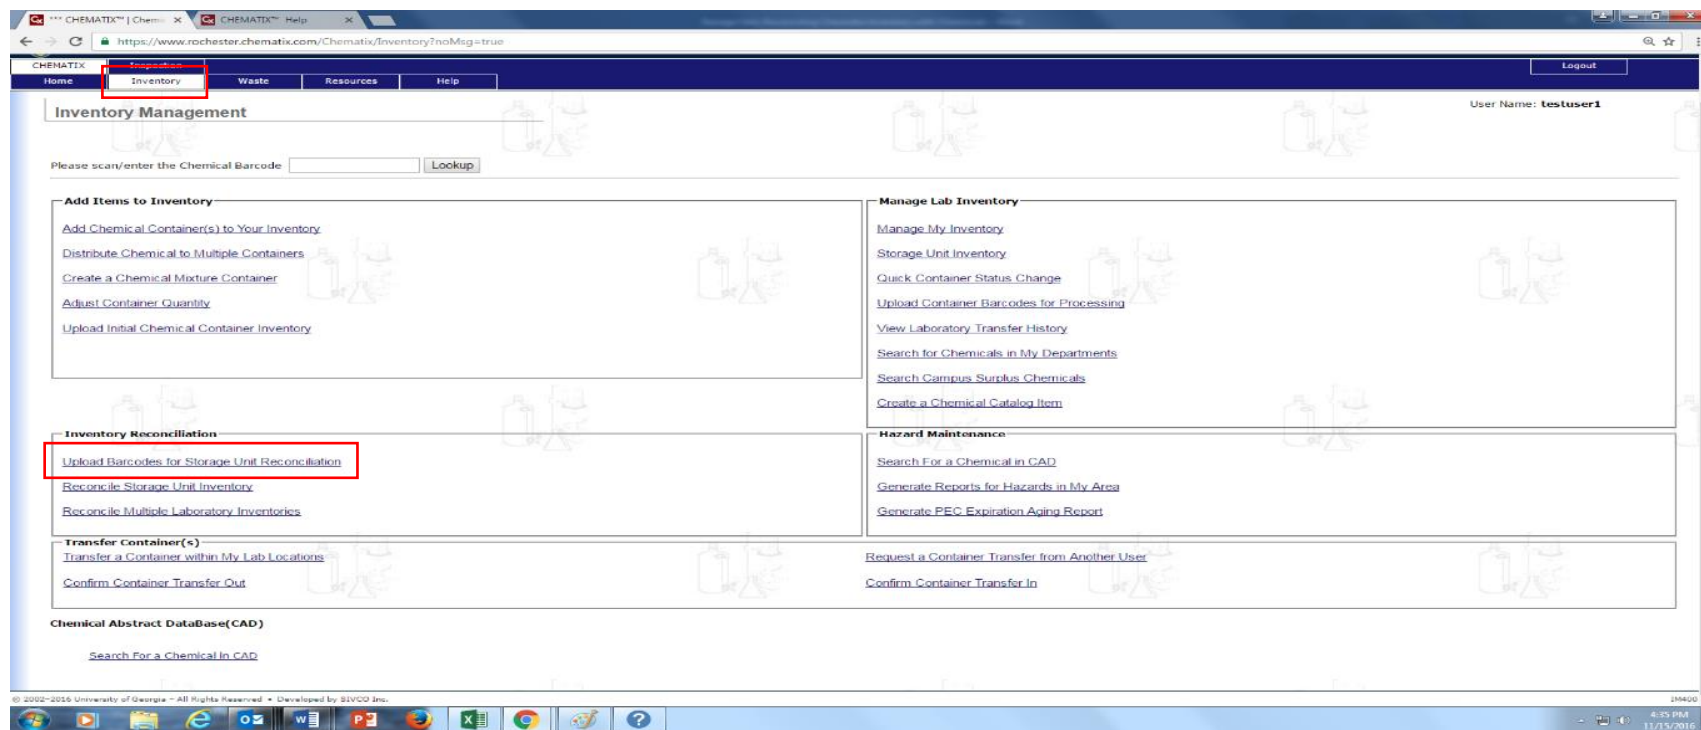 *** CHEMATIX™ | Chemi
CHEMATIX™ Help
https://www.rochester.chematix.com/Chematix/Inventory?noMsg=true
CHEMATIX Inspection Logout
Home Inventory Waste Resources Help
Inventory Management
User Name: testuser1
Please scan/enter the Chemical Barcode Lookup
Add Items to Inventory
Add Chemical Container(s) to Your Inventory
Distribute Chemical to Multiple Containers
Create a Chemical Mixture Container
Adjust Container Quantity
Upload Initial Chemical Container Inventory
Manage Lab Inventory
Manage My Inventory
Storage Unit Inventory
Quick Container Status Change
Upload Container Barcodes for Processing
View Laboratory Transfer History
Search for Chemicals in My Departments
Search Campus Surplus Chemicals
Create a Chemical Catalog Item
Inventory Reconciliation
Upload Barcodes for Storage Unit Reconciliation
Reconcile Storage Unit Inventory
Reconcile Multiple Laboratory Inventories
Hazard Maintenance
Search For a Chemical in CAD
Generate Reports for Hazards in My Area
Generate PEC Expiration Aging Report
Transfer Container(s)
Transfer a Container within My Lab Locations
Request a Container Transfer from Another User
Confirm Container Transfer Out
Confirm Container Transfer In
Chemical Abstract DataBase(CAD)
Search For a Chemical in CAD
© 2002-2016 University of Georgia - All Rights Reserved • Developed by SIVCO Inc.
IM400
4:35 PM
11/15/2016